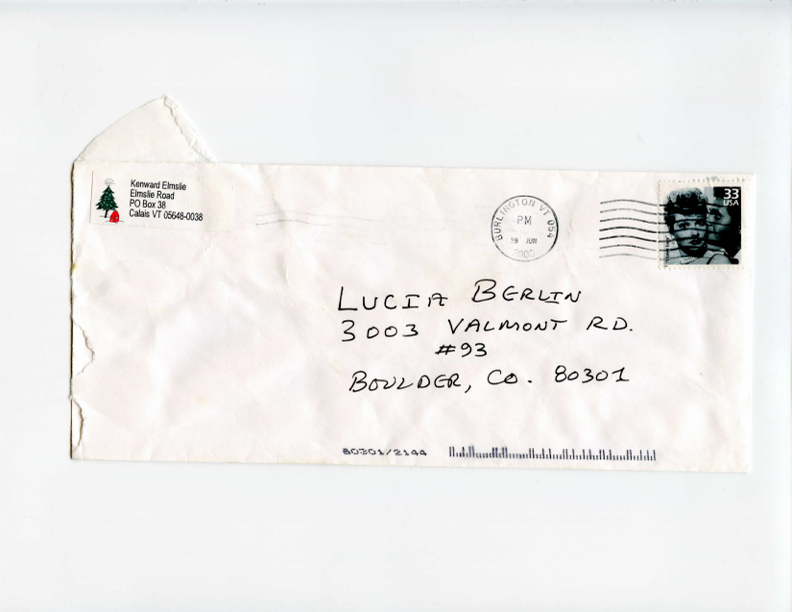 Kenward Elmslie
Elmslie Road
PO Box 38
Calais VT 05648-0038
BURLINGTON VT 054
PM
29 JUN
2000
33
USA
LUCIA BERLIN
3003 VALMONT RD.
#93
BOULDER, CO. 80301
80301/2144